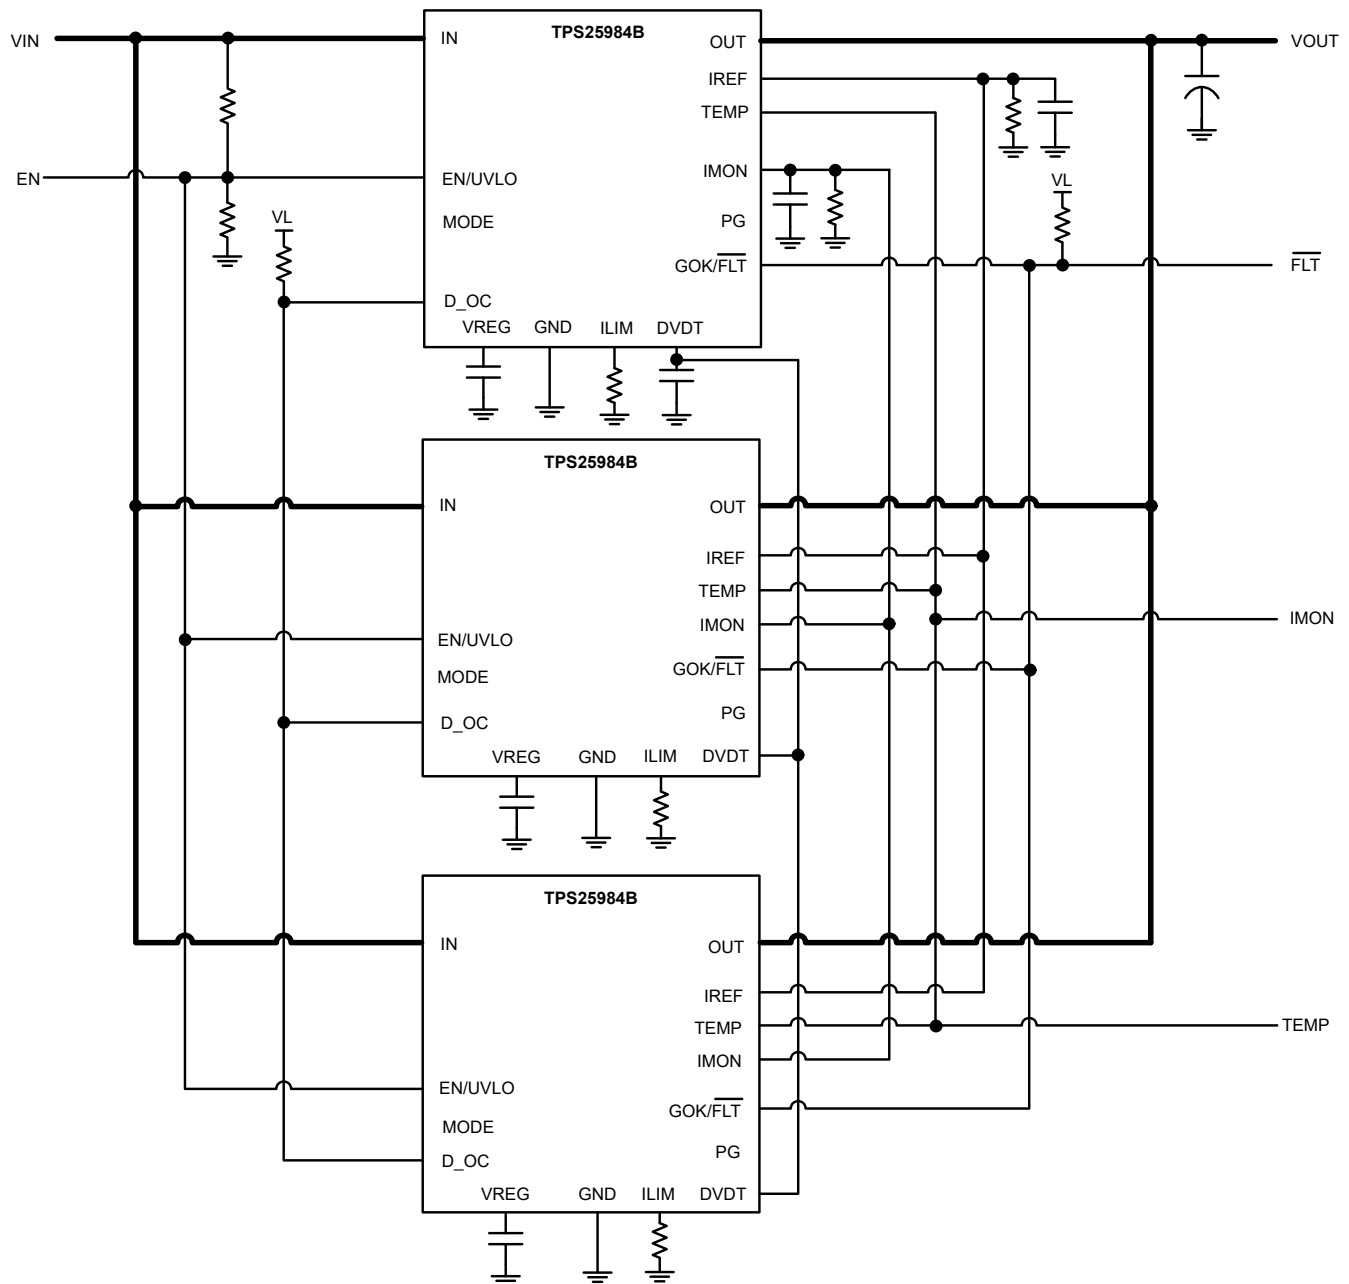 TPS25984B
VIN
IN
OUT
VOUT
IREF
TEMP
EN
EN/UVLO
IMON
VL
VL
MODE
PG
GOK/FLT
FLT
D_OC
VREG GND ILIM DVDT
TPS25984B
IN
OUT
IREF
TEMP
IMON
IMON
EN/UVLO
GOK/FLT
MODE
PG
D_OC
VREG GND ILIM DVDT
TPS25984B
IN
OUT
IREF
TEMP
TEMP
IMON
EN/UVLO
GOK/FLT
MODE
PG
D_OC
VREG GND ILIM DVDT